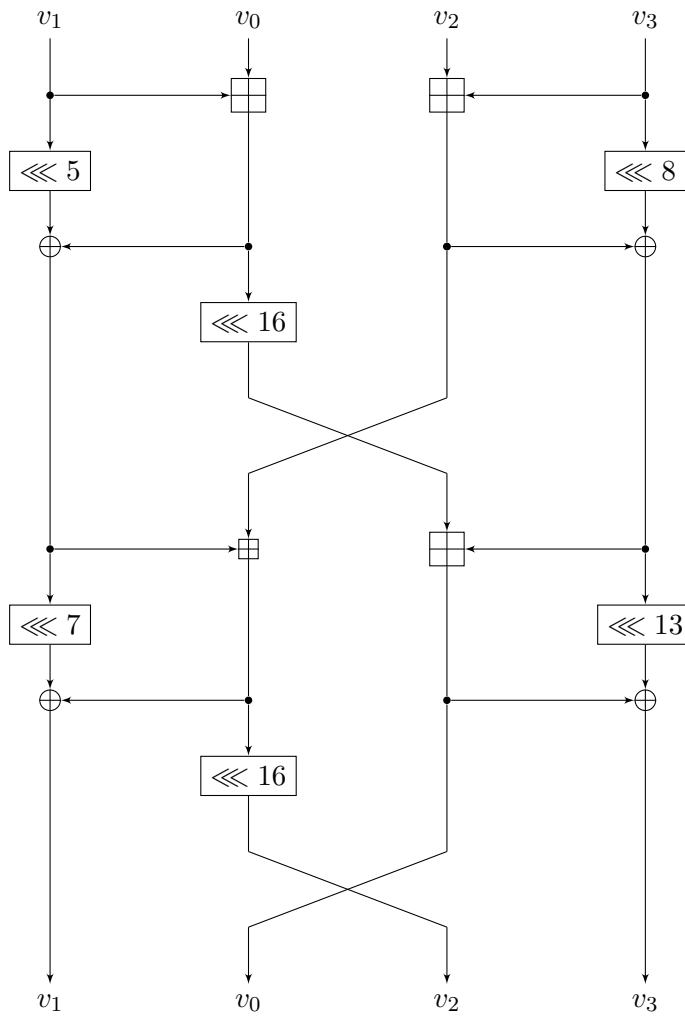 v₁ v₀ v₂ v₃
⋘ 5 ⋘ 8
⋘ 16
⋘ 7 ⋘ 13
⋘ 16
v₁ v₀ v₂ v₃